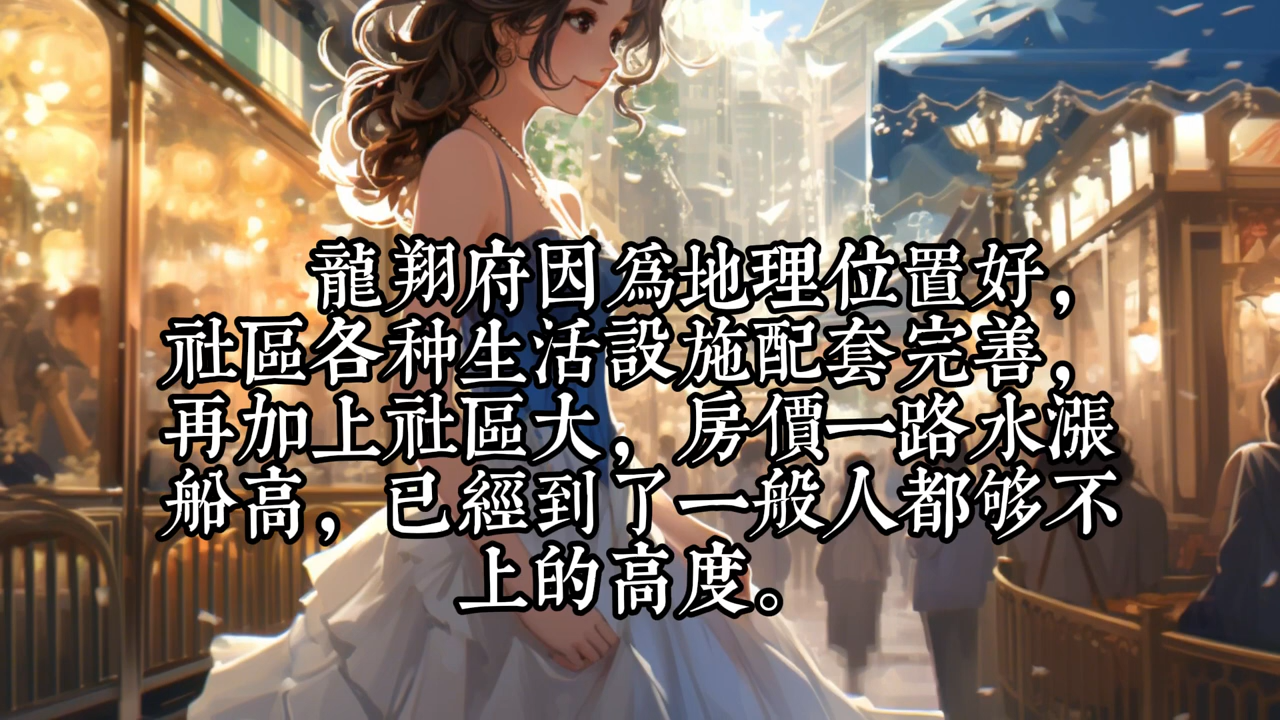 龍翔府因爲地理位置好，
社區各种生活設施配套完善，
再加上社區大，房價一路水漲
船高，已經到了一般人都够不
上的高度。